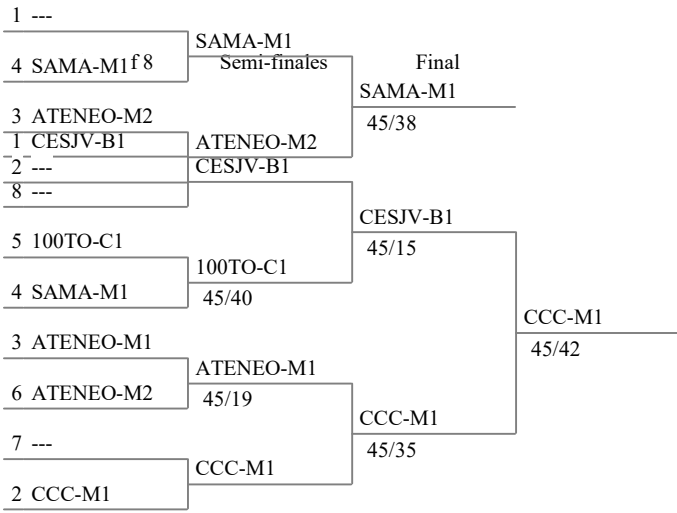 1 ---
SAMA-M1
4 SAMA-M1 f 8 Semi-finales Final
SAMA-M1
3 ATENEO-M2
45/38
1 CESJV-B1
ATENEO-M2
2 ---
CESJV-B1
8 ---
CESJV-B1
5 100TO-C1
45/15
100TO-C1
4 SAMA-M1
45/40
CCC-M1
3 ATENEO-M1
45/42
ATENEO-M1
6 ATENEO-M2
45/19
CCC-M1
7 ---
45/35
CCC-M1
2 CCC-M1